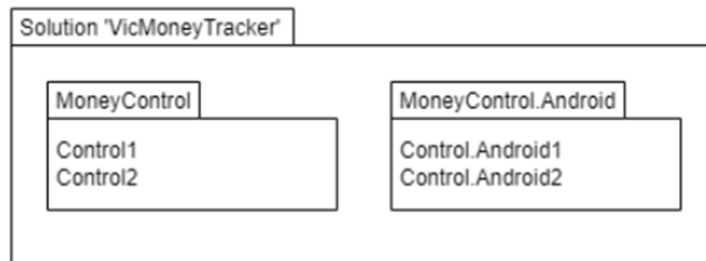 Solution 'VicMoneyTracker'
MoneyControl
Control1
Control2
MoneyControl.Android
Control.Android1
Control.Android2